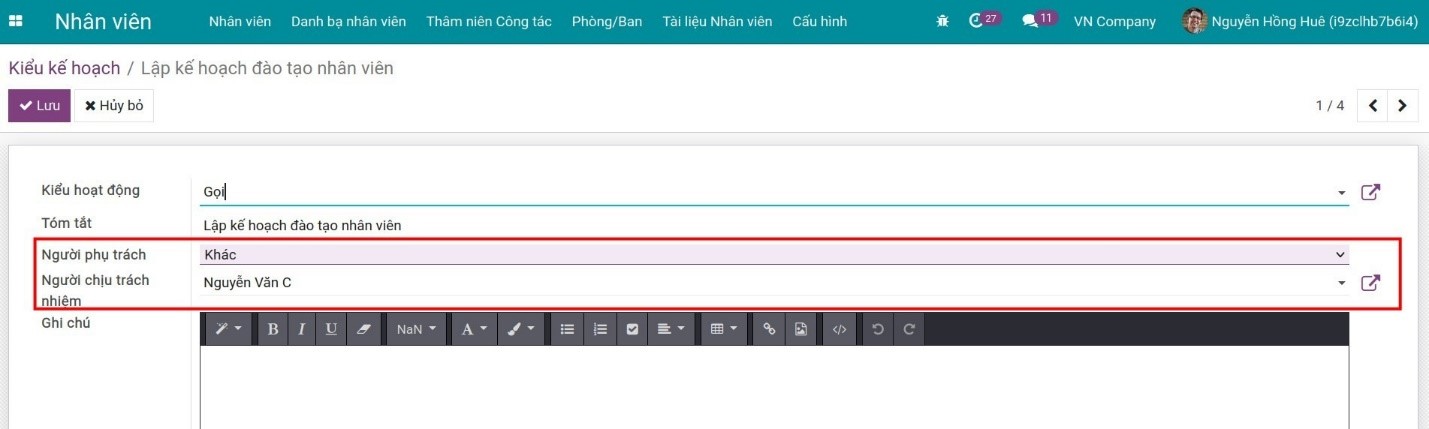 Nhân viên Nhân viên Danh bạ nhân viên Thâm niên Công tác Phòng/Ban Tài liệu Nhân viên Cấu hình 27 11 VN Company Nguyễn Hồng Huê (i9zclhb7b6i4)
Kiểu kế hoạch / Lập kế hoạch đào tạo nhân viên
Lưu Hủy bỏ 1 / 4
Kiểu hoạt động Gọi
Tóm tắt Lập kế hoạch đào tạo nhân viên
Người phụ trách Khác
Người chịu trách nhiệm Nguyễn Văn C
Ghi chú B I U NaN A